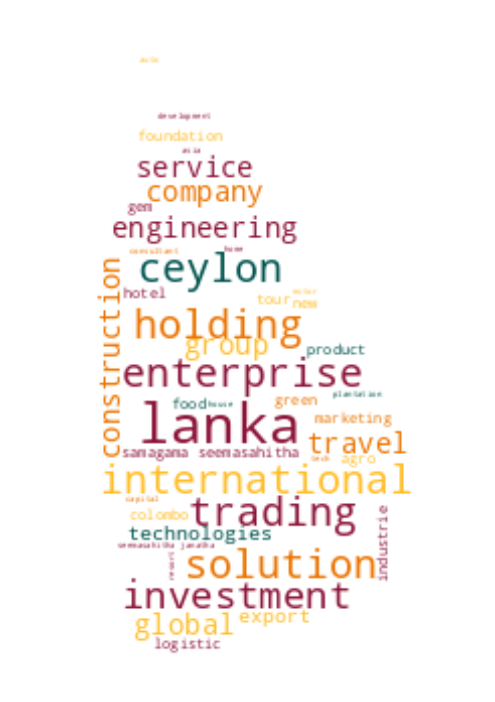 auto
development
foundation
asia
service
company
gem
engineering
consultant
home
ceylon
construction
hotel
tour
new
motor
holding
group
product
enterprise
plantation
food
house
green
lanka
marketing
travel
samagama seemasahitha
tech
agro
international
capital
trading
colombo
technologies
industrie
seemasahitha janatha
resort
solution
investment
global
export
logistic